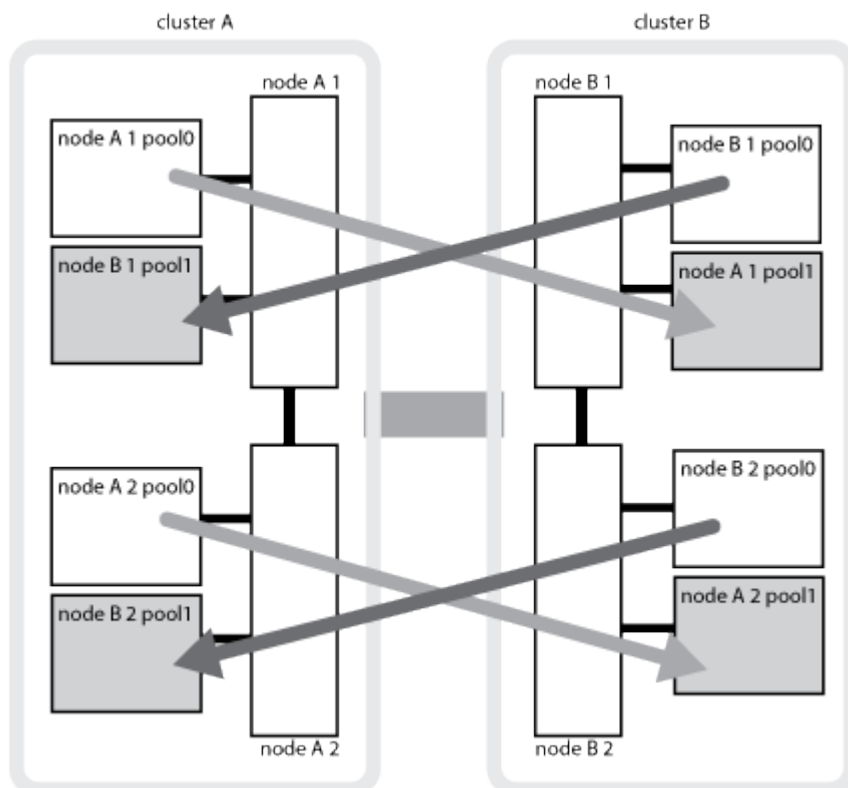 cluster A
cluster B
node A 1
node B 1
node A 1 pool0
node B 1 pool0
node B 1 pool1
node A 1 pool1
node A 2 pool0
node B 2 pool0
node B 2 pool1
node A 2 pool1
node A 2
node B 2